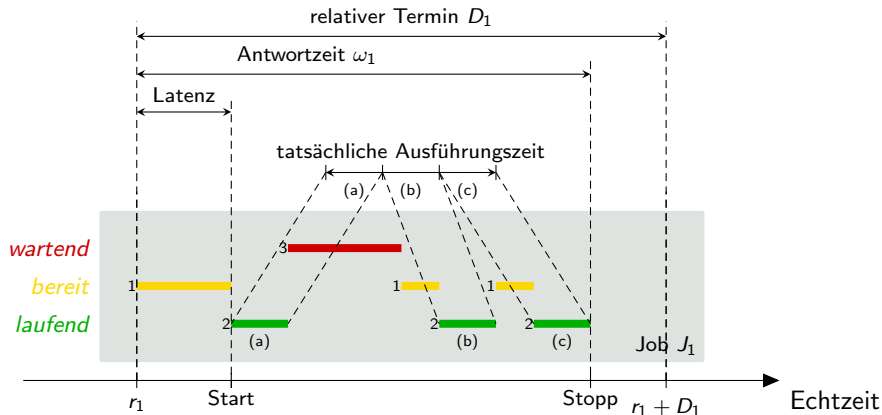 relativer Termin D₁
Antwortzeit ω₁
Latenz
tatsächliche Ausführungszeit
(a) (b) (c)
wartend 3
bereit 1 1 1
laufend 2 2 2
(a) (b) (c)
Job J₁
r₁ Start Stopp r₁ + D₁
Echtzeit